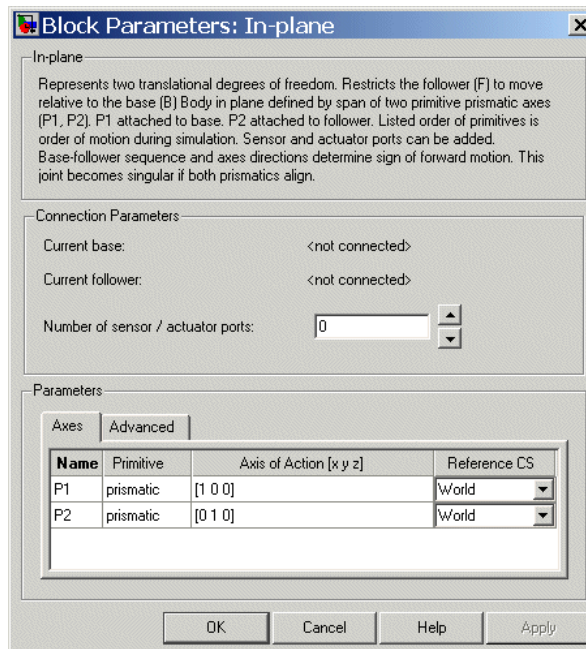 Block Parameters: In-plane
In-plane
Represents two translational degrees of freedom. Restricts the follower (F) to move
relative to the base (B) Body in plane defined by span of two primitive prismatic axes
(P1, P2). P1 attached to base. P2 attached to follower. Listed order of primitives is
order of motion during simulation. Sensor and actuator ports can be added.
Base-follower sequence and axes directions determine sign of forward motion. This
joint becomes singular if both prismatics align.
Connection Parameters
Current base: <not connected>
Current follower: <not connected>
Number of sensor / actuator ports: 0
Parameters
Axes Advanced
Name Primitive Axis of Action [x y z] Reference CS
P1 prismatic [1 0 0] World
P2 prismatic [0 1 0] World
OK Cancel Help Apply